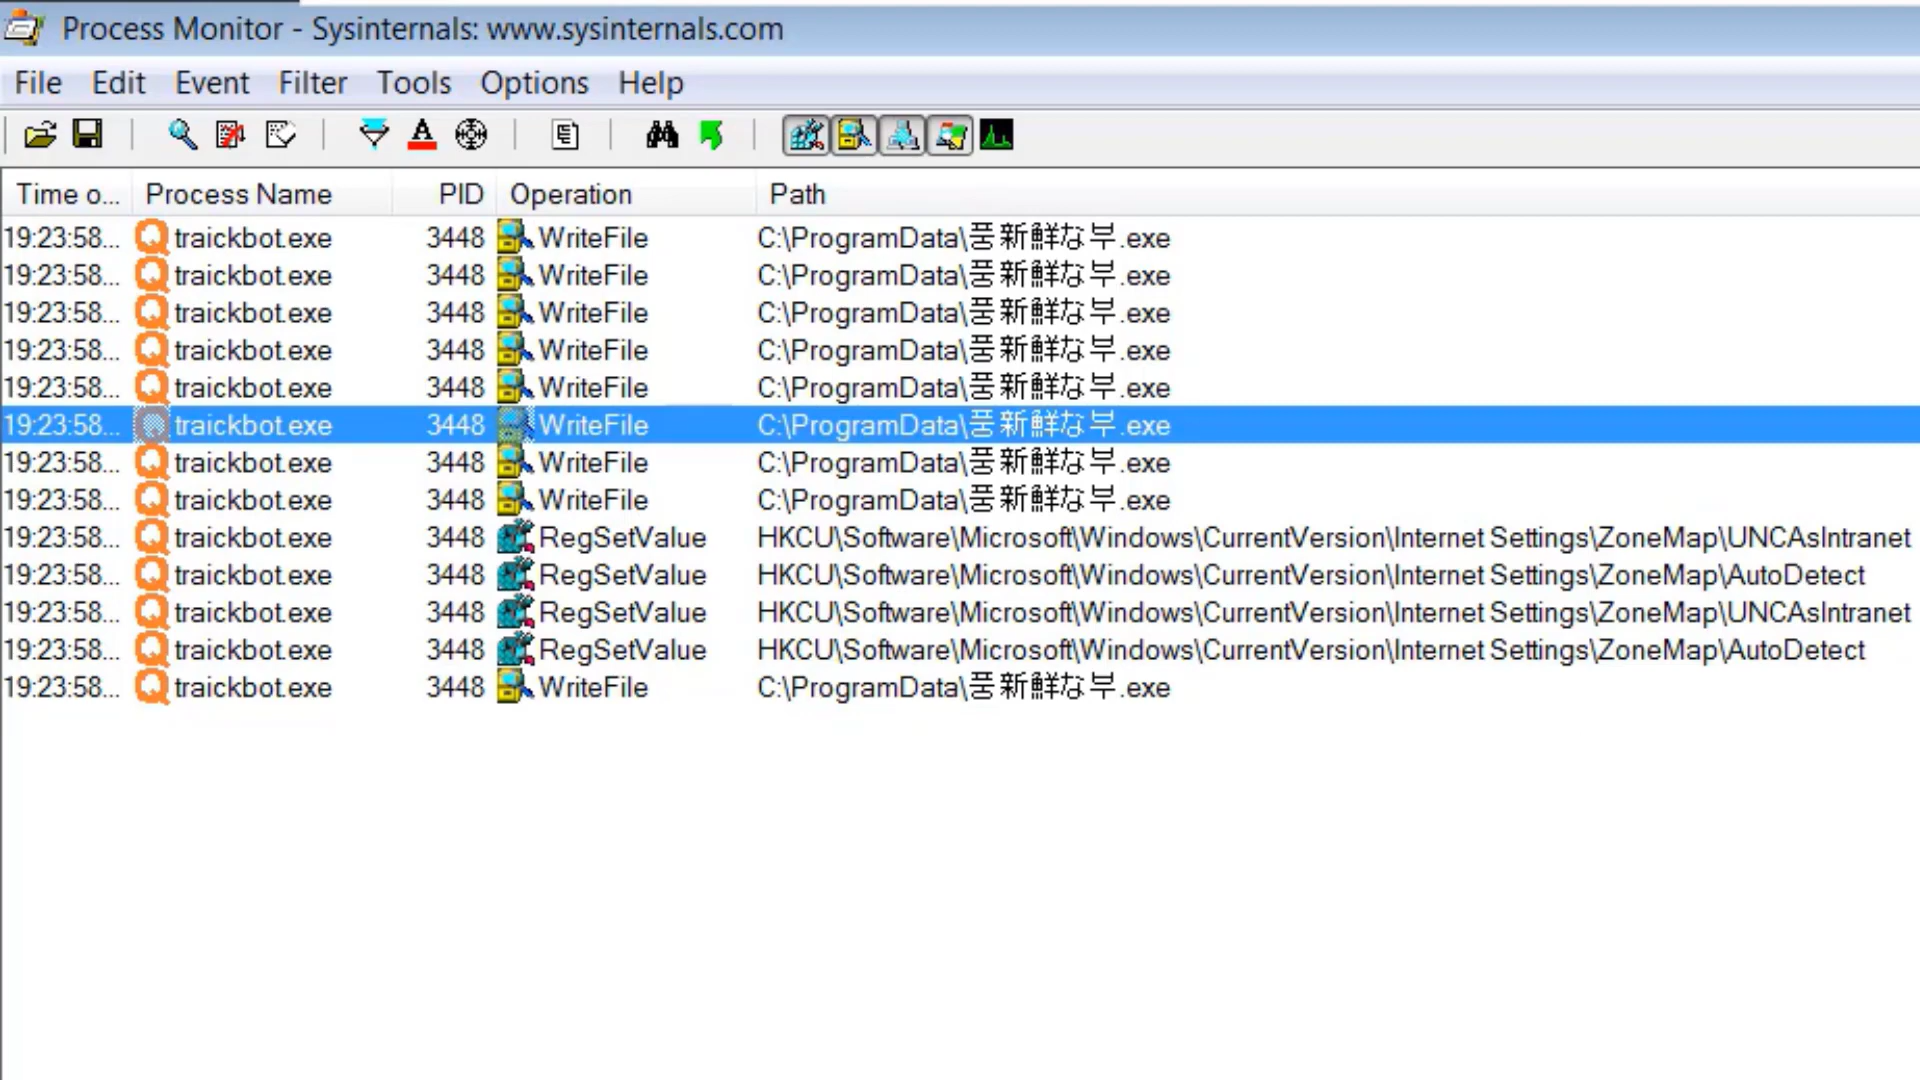 Process Monitor - Sysinternals: www.sysinternals.com
File Edit Event Filter Tools Options Help
Time o... Process Name PID Operation Path
19:23:58... traickbot.exe 3448 WriteFile C:\ProgramData\풍新鮮な부.exe
19:23:58... traickbot.exe 3448 WriteFile C:\ProgramData\풍新鮮な부.exe
19:23:58... traickbot.exe 3448 WriteFile C:\ProgramData\풍新鮮な부.exe
19:23:58... traickbot.exe 3448 WriteFile C:\ProgramData\풍新鮮な부.exe
19:23:58... traickbot.exe 3448 WriteFile C:\ProgramData\풍新鮮な부.exe
19:23:58... traickbot.exe 3448 WriteFile C:\ProgramData\풍新鮮な부.exe
19:23:58... traickbot.exe 3448 WriteFile C:\ProgramData\풍新鮮な부.exe
19:23:58... traickbot.exe 3448 WriteFile C:\ProgramData\풍新鮮な부.exe
19:23:58... traickbot.exe 3448 RegSetValue HKCU\Software\Microsoft\Windows\CurrentVersion\Internet Settings\ZoneMap\UNCAsIntranet
19:23:58... traickbot.exe 3448 RegSetValue HKCU\Software\Microsoft\Windows\CurrentVersion\Internet Settings\ZoneMap\AutoDetect
19:23:58... traickbot.exe 3448 RegSetValue HKCU\Software\Microsoft\Windows\CurrentVersion\Internet Settings\ZoneMap\UNCAsIntranet
19:23:58... traickbot.exe 3448 RegSetValue HKCU\Software\Microsoft\Windows\CurrentVersion\Internet Settings\ZoneMap\AutoDetect
19:23:58... traickbot.exe 3448 WriteFile C:\ProgramData\풍新鮮な부.exe